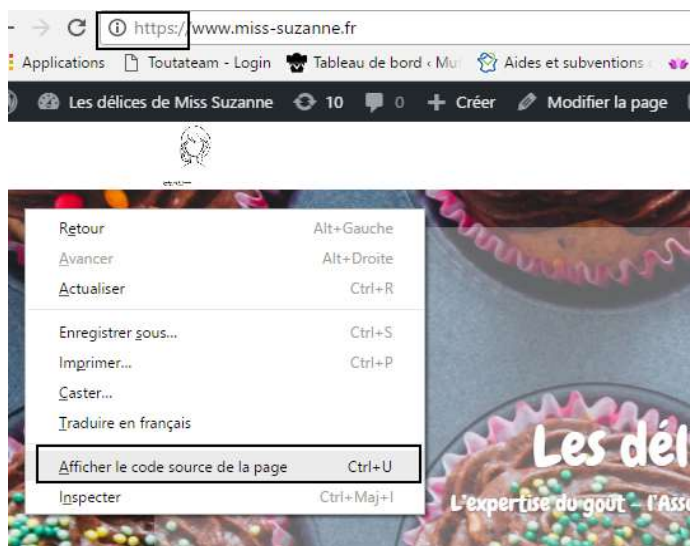 https://www.miss-suzanne.fr
Applications Toutateam - Login Tableau de bord ‹ Mu Aides et subventions
Les délices de Miss Suzanne 10 0 + Créer Modifier la page
Retour Alt+Gauche
Avancer Alt+Droite
Actualiser Ctrl+R
Enregistrer sous... Ctrl+S
Imprimer... Ctrl+P
Caster...
Traduire en français
Afficher le code source de la page Ctrl+U
Inspecter Ctrl+Maj+I
Les dél
L'expertise du goût – l'Ass